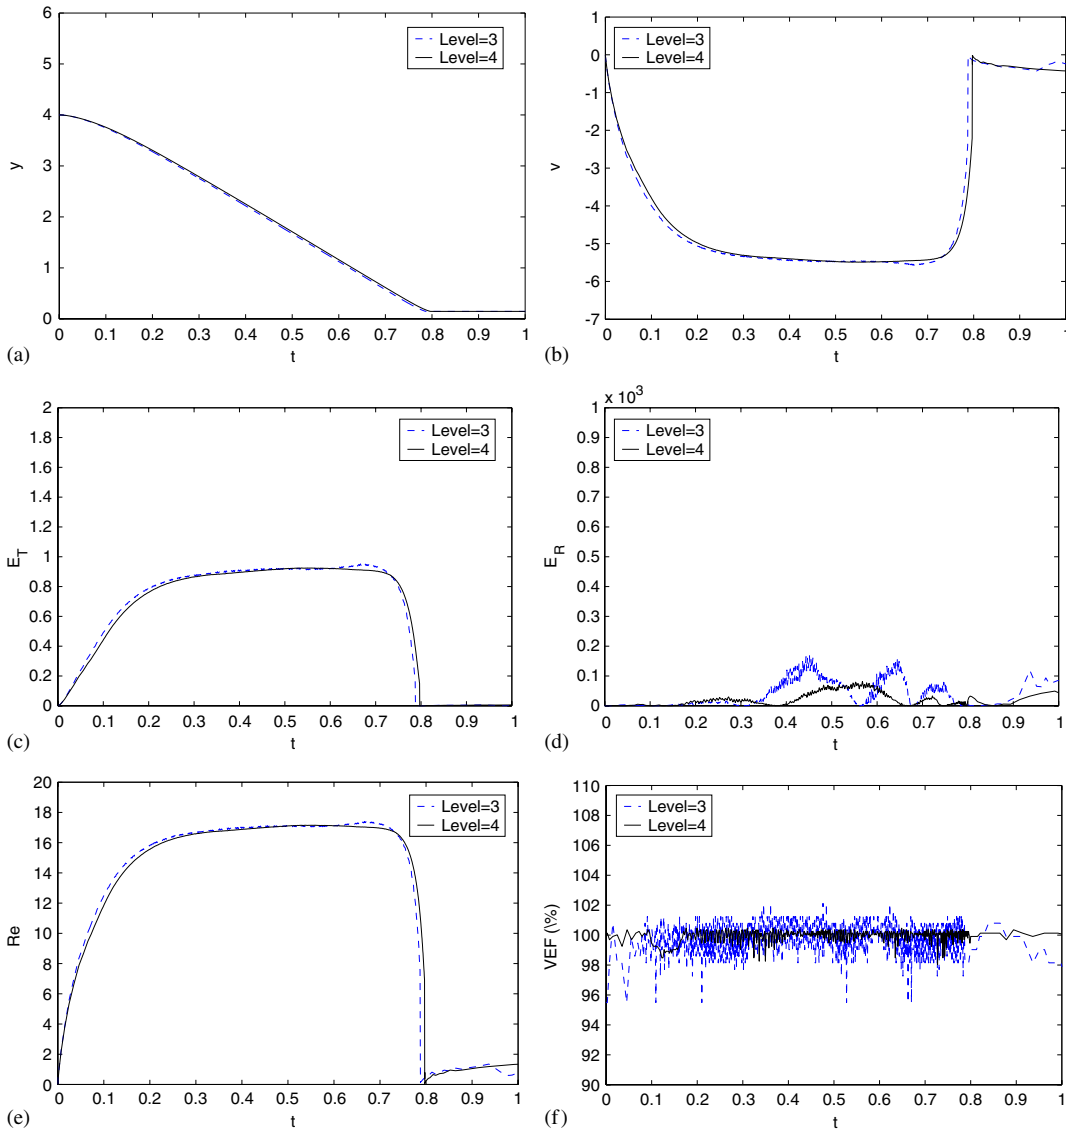 6
5
4
3
2
1
0
y
0 0.1 0.2 0.3 0.4 0.5 0.6 0.7 0.8 0.9 1
t
Level=3
Level=4
(a)
1
0
-1
-2
-3
-4
-5
-6
-7
v
0 0.1 0.2 0.3 0.4 0.5 0.6 0.7 0.8 0.9 1
t
Level=3
Level=4
(b)
2
1.8
1.6
1.4
1.2
1
0.8
0.6
0.4
0.2
0
E_T
0 0.1 0.2 0.3 0.4 0.5 0.6 0.7 0.8 0.9 1
t
Level=3
Level=4
(c)
x 10^3
1
0.9
0.8
0.7
0.6
0.5
0.4
0.3
0.2
0.1
0
E_R
0 0.1 0.2 0.3 0.4 0.5 0.6 0.7 0.8 0.9 1
t
Level=3
Level=4
(d)
20
18
16
14
12
10
8
6
4
2
0
Re
0 0.1 0.2 0.3 0.4 0.5 0.6 0.7 0.8 0.9 1
t
Level=3
Level=4
(e)
110
108
106
104
102
100
98
96
94
92
90
VEF (\%)
0 0.1 0.2 0.3 0.4 0.5 0.6 0.7 0.8 0.9 1
t
Level=3
Level=4
(f)